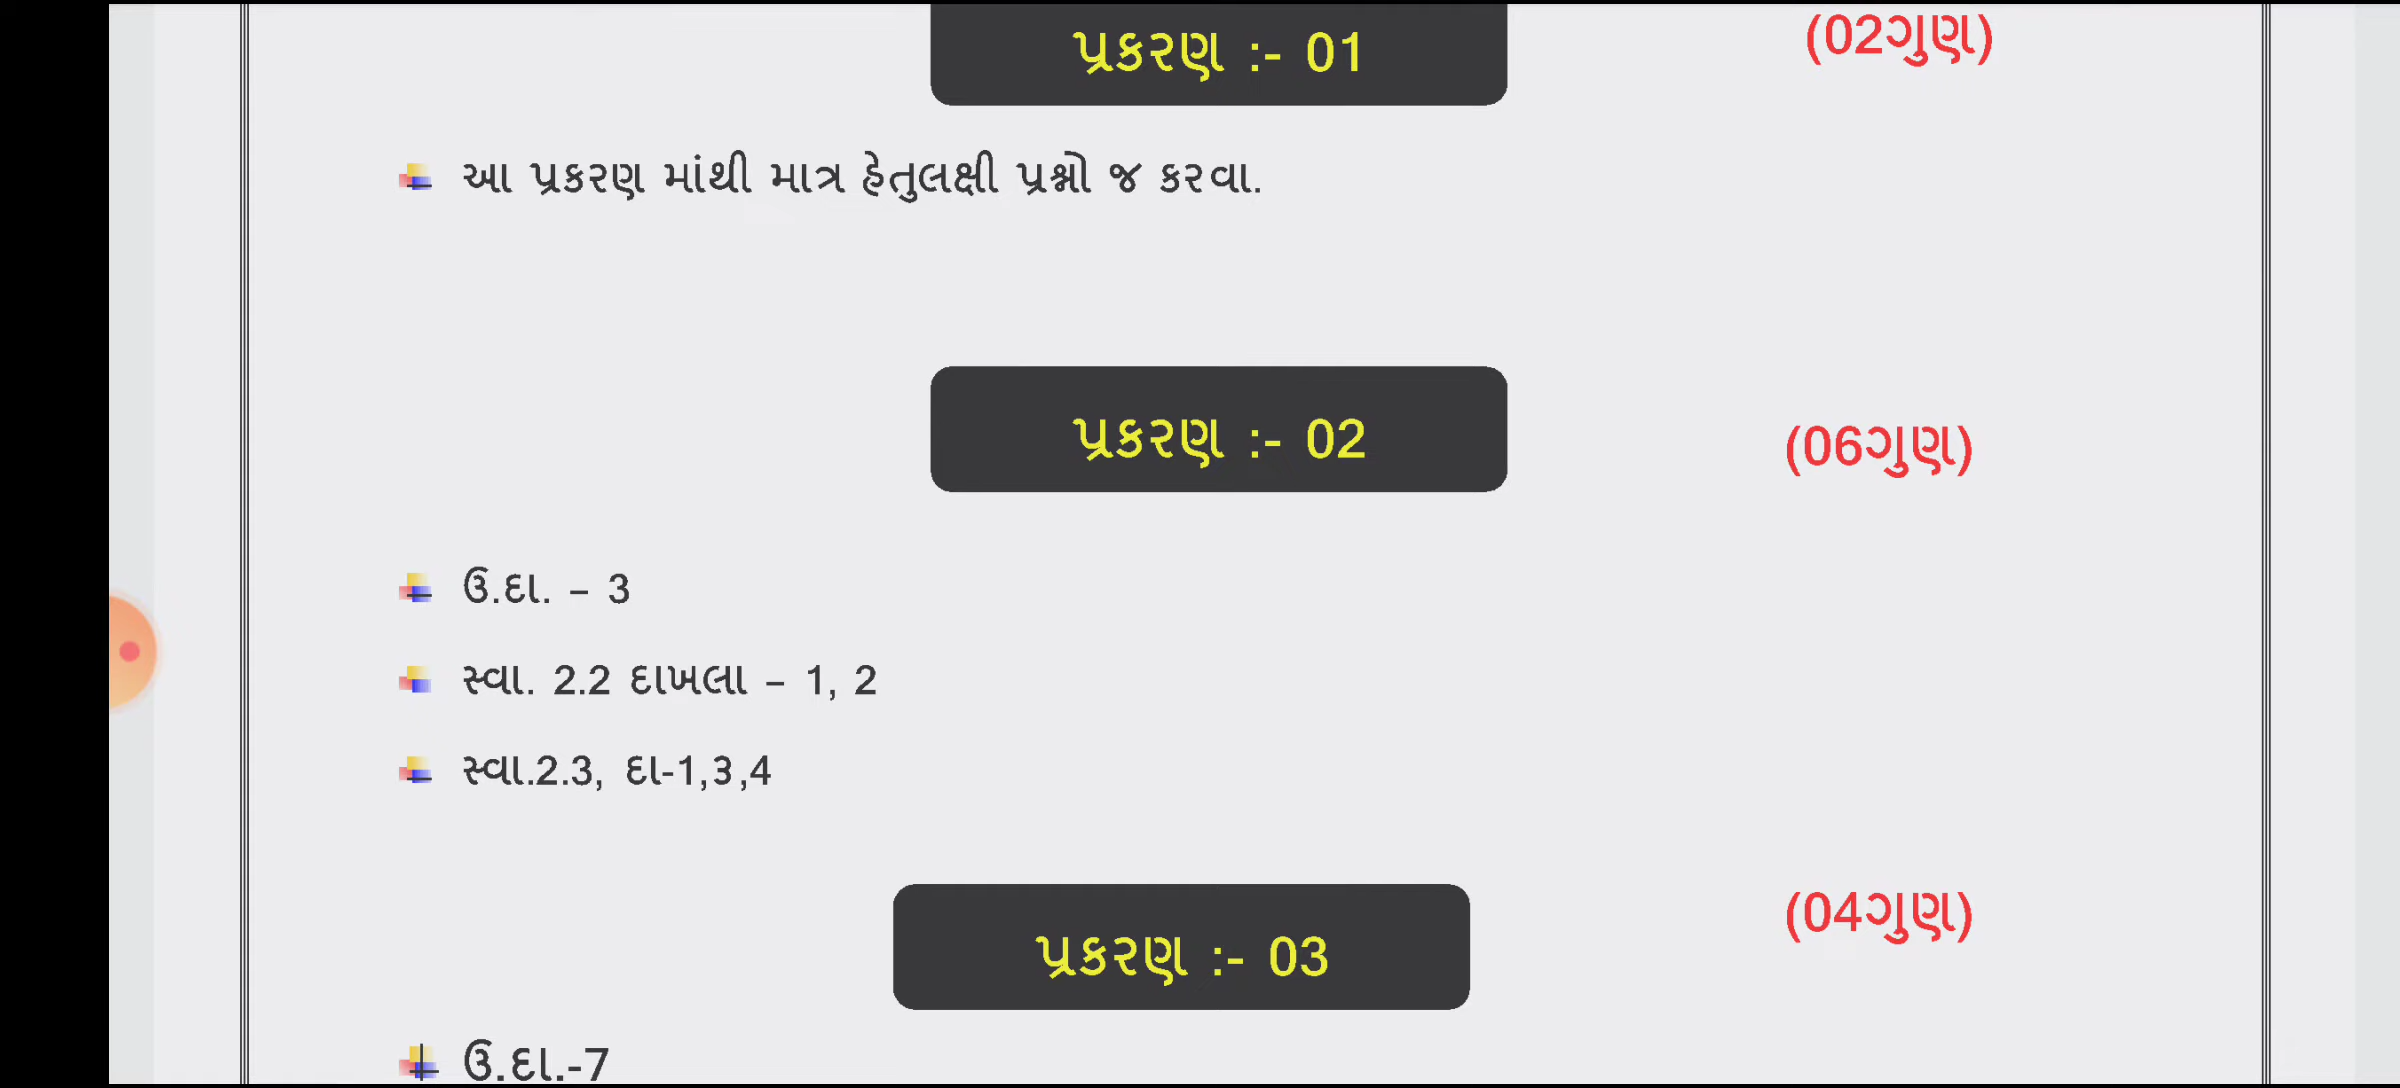 પ્રકરણ :- 01
(02ગુણ)
આ પ્રકરણ માંથી માત્ર હેતુલક્ષી પ્રશ્નો જ કરવા.
પ્રકરણ :- 02
(06ગુણ)
ઉ.દા. – 3
સ્વા. 2.2 દાખલા – 1, 2
સ્વા.2.3, દા-1,૩,4
પ્રકરણ :- 03
(04ગુણ)
ઉ.દા.-7